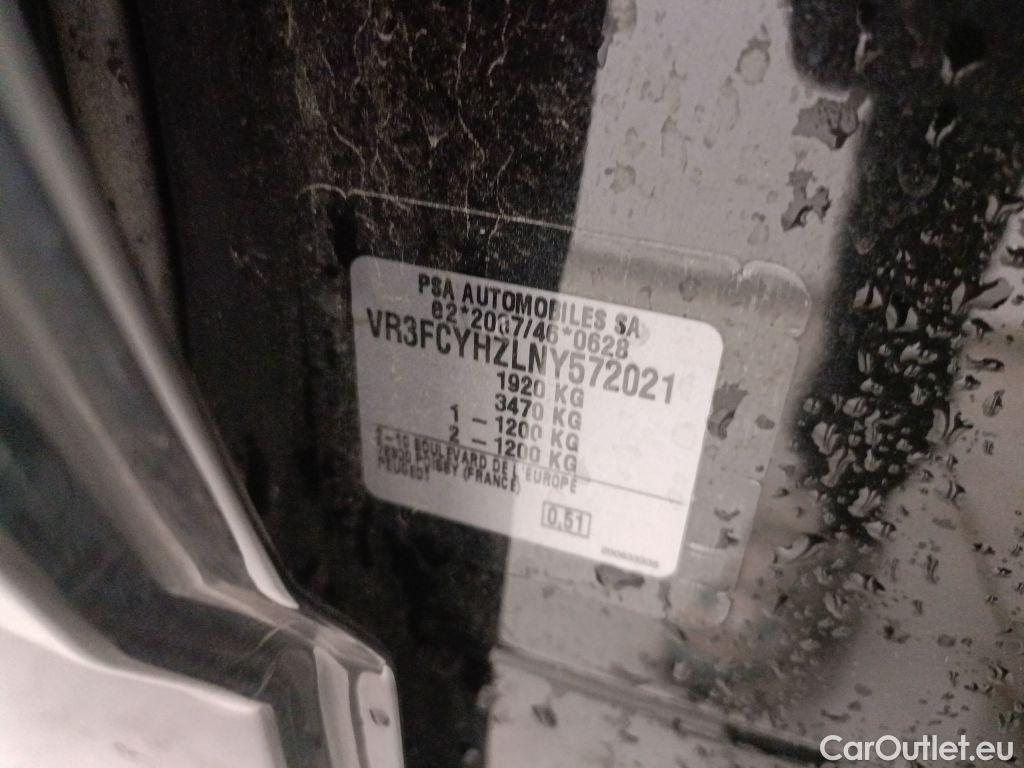 PSA AUTOMOBILES SA
e2*2007/46*0628
VR3FCYHZLNY572021
1920 KG
3470 KG
1 - 1200 KG
2 - 1200 KG
2-10 BOULEVARD DE L'EUROPE
POISSY (FRANCE)
PEUGEOT
0,51
CarOutlet.eu